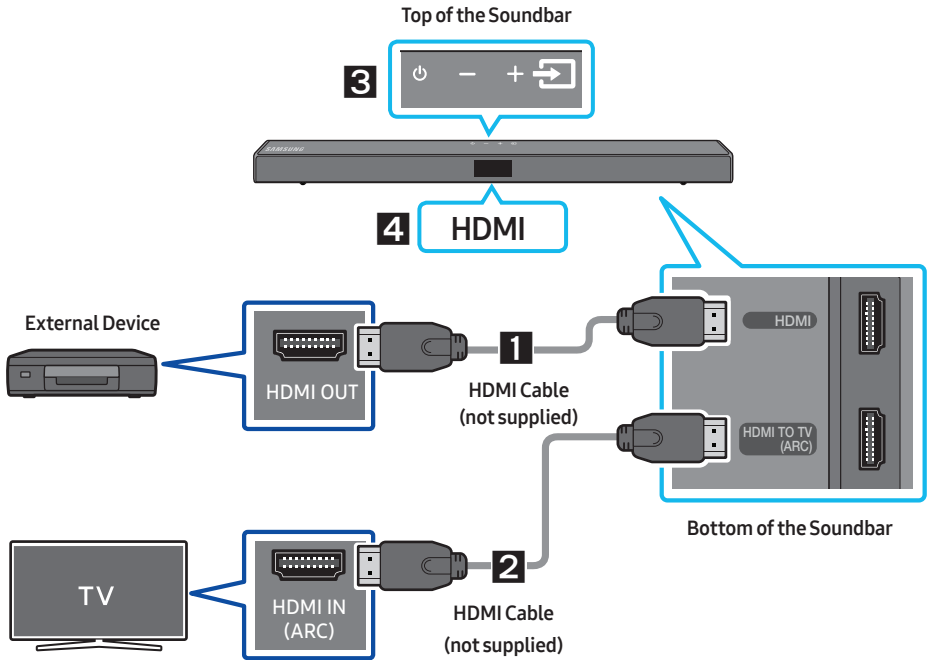 Top of the Soundbar
3
SAMSUNG
4
HDMI
External Device
HDMI OUT
1
HDMI Cable
(not supplied)
HDMI
HDMI TO TV
(ARC)
Bottom of the Soundbar
TV
HDMI IN
(ARC)
2
HDMI Cable
(not supplied)